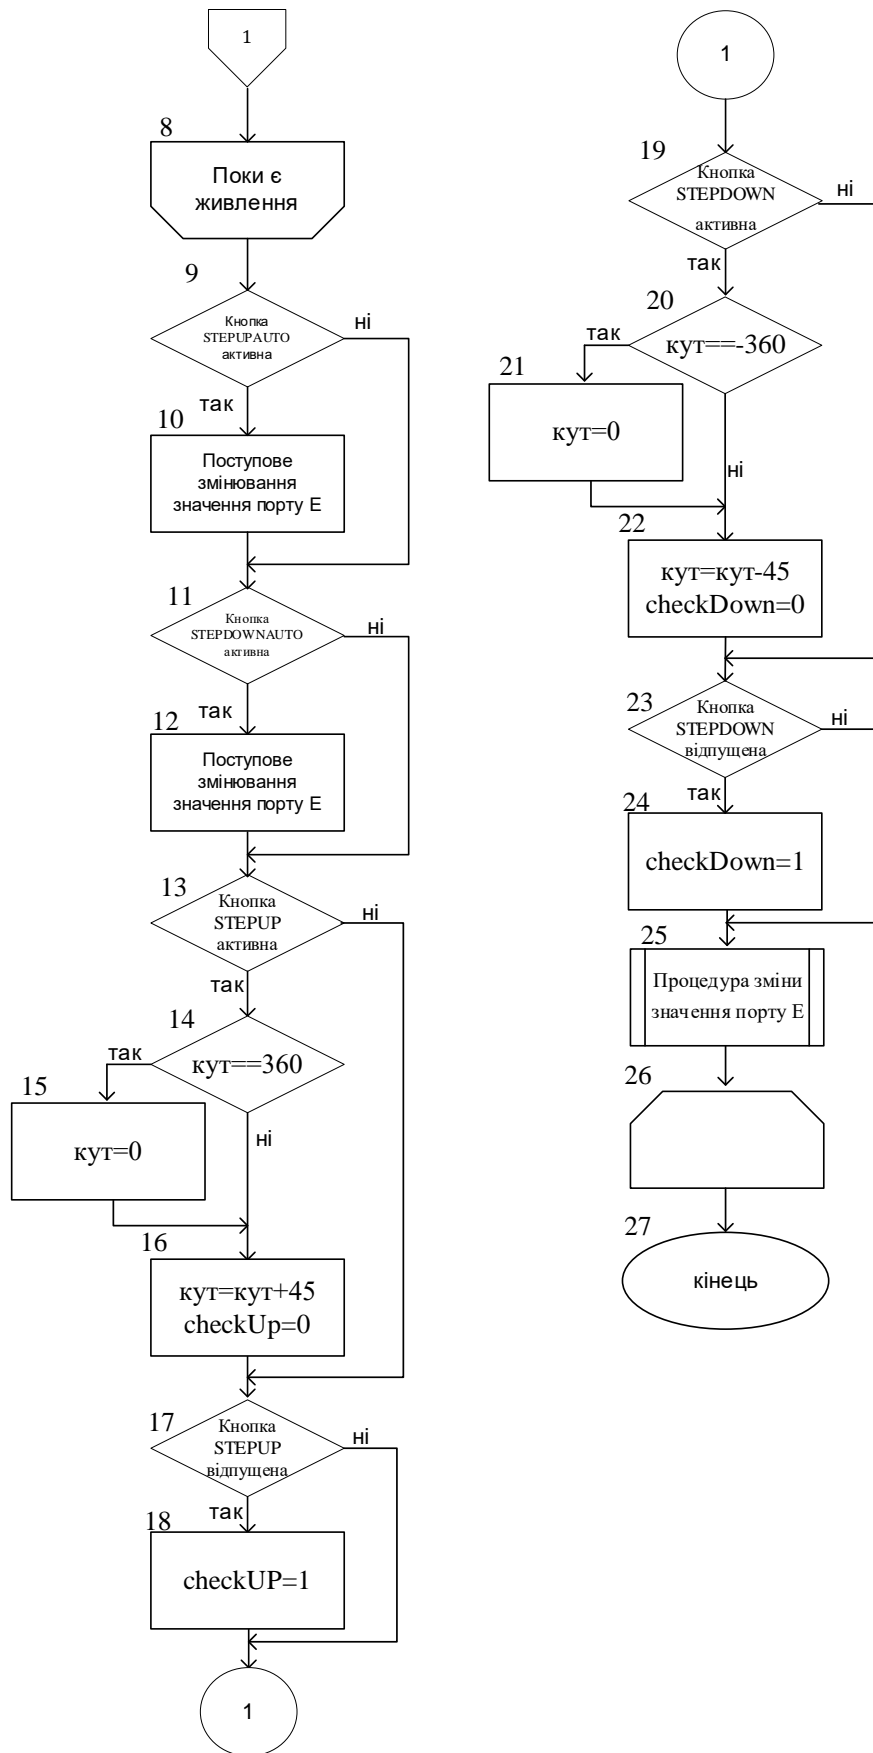 1
8
Поки є
живлення
9
Кнопка
STEPUPAUTO
активна
ні
так
10
Поступове
змінювання
значення порту E
11
Кнопка
STEPDOWNAUTO
активна
ні
так
12
Поступове
змінювання
значення порту E
13
Кнопка
STEPUP
активна
ні
так
14
кут==360
так
15
кут=0
ні
16
кут=кут+45
checkUp=0
17
Кнопка
STEPUP
відпущена
ні
так
18
checkUP=1
1
1
19
Кнопка
STEPDOWN
активна
ні
так
20
кут==-360
так
21
кут=0
ні
22
кут=кут-45
checkDown=0
23
Кнопка
STEPDOWN
відпущена
ні
так
24
checkDown=1
25
Процедура зміни
значення порту E
26
27
кінець